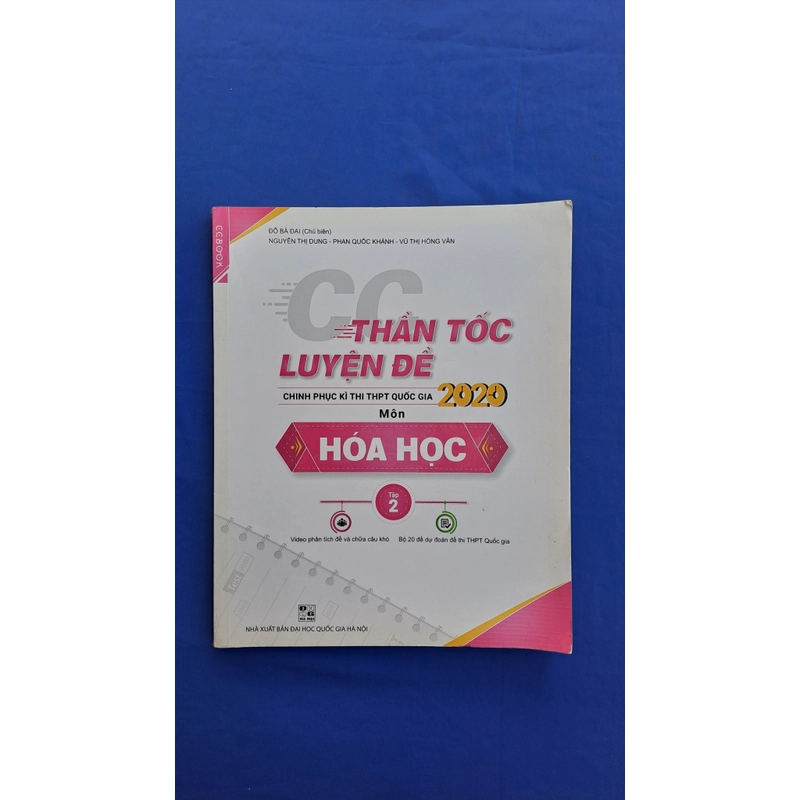 CCBOOK
ĐỖ BÁ ĐẠI (Chủ biên)
NGUYỄN THỊ DUNG - PHAN QUỐC KHÁNH - VŨ THỊ HỒNG VÂN
CC
THẦN TỐC
LUYỆN ĐỀ
CHINH PHỤC KÌ THI THPT QUỐC GIA 2020
Môn
HÓA HỌC
Tập
2
Video phân tích đề và chữa câu khó
Bộ 20 đề dự đoán đề thi THPT Quốc gia
HÀ NỘI
NHÀ XUẤT BẢN ĐẠI HỌC QUỐC GIA HÀ NỘI